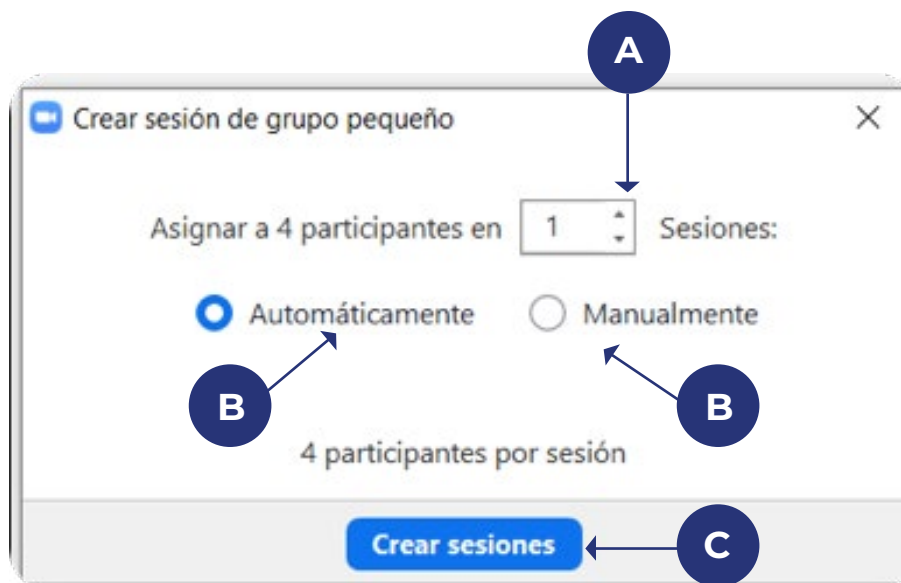 A
Crear sesión de grupo pequeño
Asignar a 4 participantes en 1 Sesiones:
Automáticamente Manualmente
B B
4 participantes por sesión
Crear sesiones C